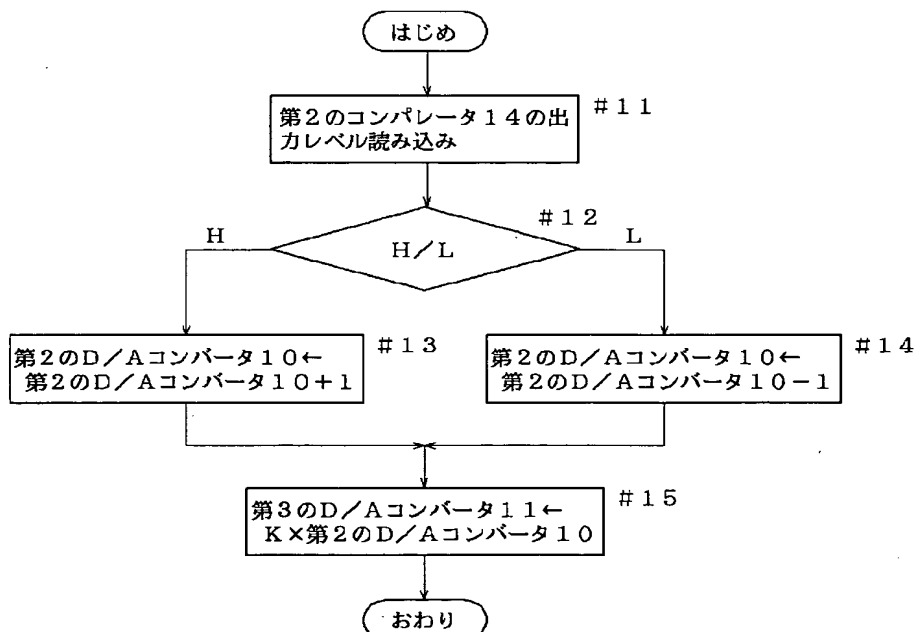 はじめ
第2のコンパレータ14の出
力レベル読み込み
#11
#12
H
H/L
L
第2のD/Aコンバータ10←
第2のD/Aコンバータ10+1
#13
第2のD/Aコンバータ10←
第2のD/Aコンバータ10-1
#14
第3のD/Aコンバータ11←
K×第2のD/Aコンバータ10
#15
おわり